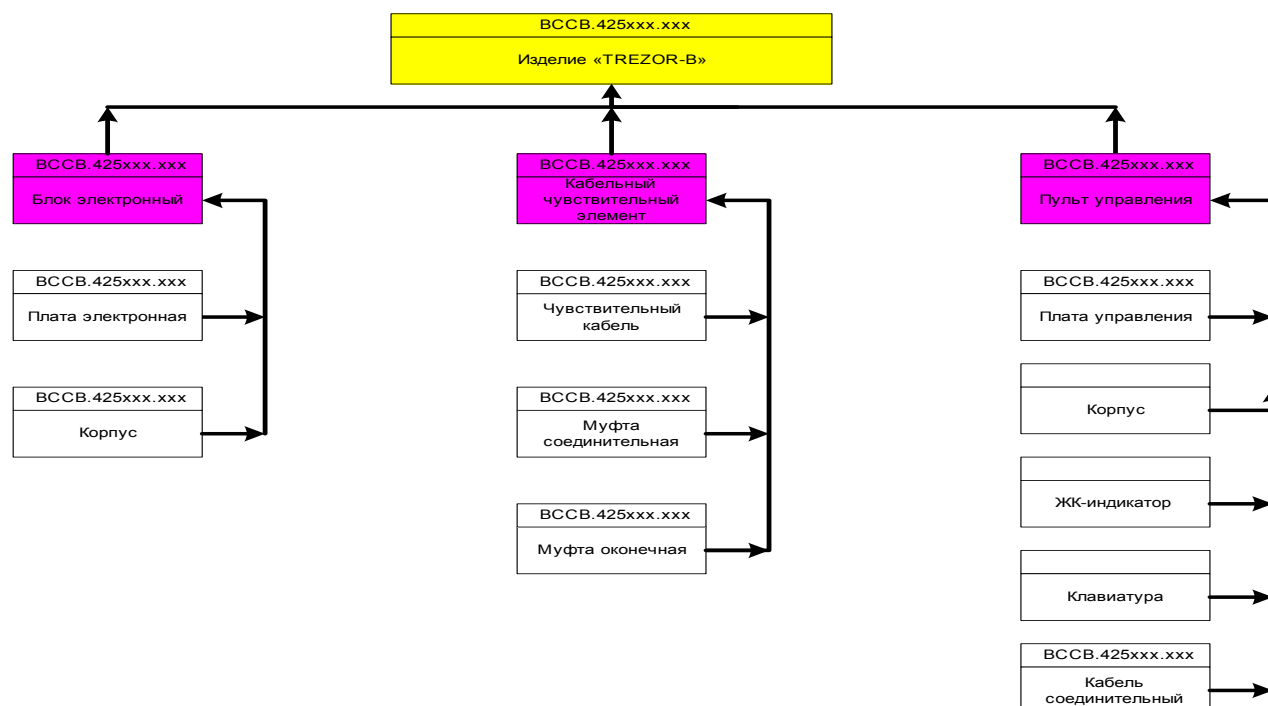 ВССВ.425xxx.xxx
Изделие «TREZOR-B»
ВССВ.425xxx.xxx
Блок электронный
ВССВ.425xxx.xxx
Плата электронная
ВССВ.425xxx.xxx
Корпус
ВССВ.425xxx.xxx
Кабельный
чувствительный
элемент
ВССВ.425xxx.xxx
Чувствительный
кабель
ВССВ.425xxx.xxx
Муфта
соединительная
ВССВ.425xxx.xxx
Муфта оконечная
ВССВ.425xxx.xxx
Пульт управления
ВССВ.425xxx.xxx
Плата управления
Корпус
ЖК-индикатор
Клавиатура
ВССВ.425xxx.xxx
Кабель
соединительный